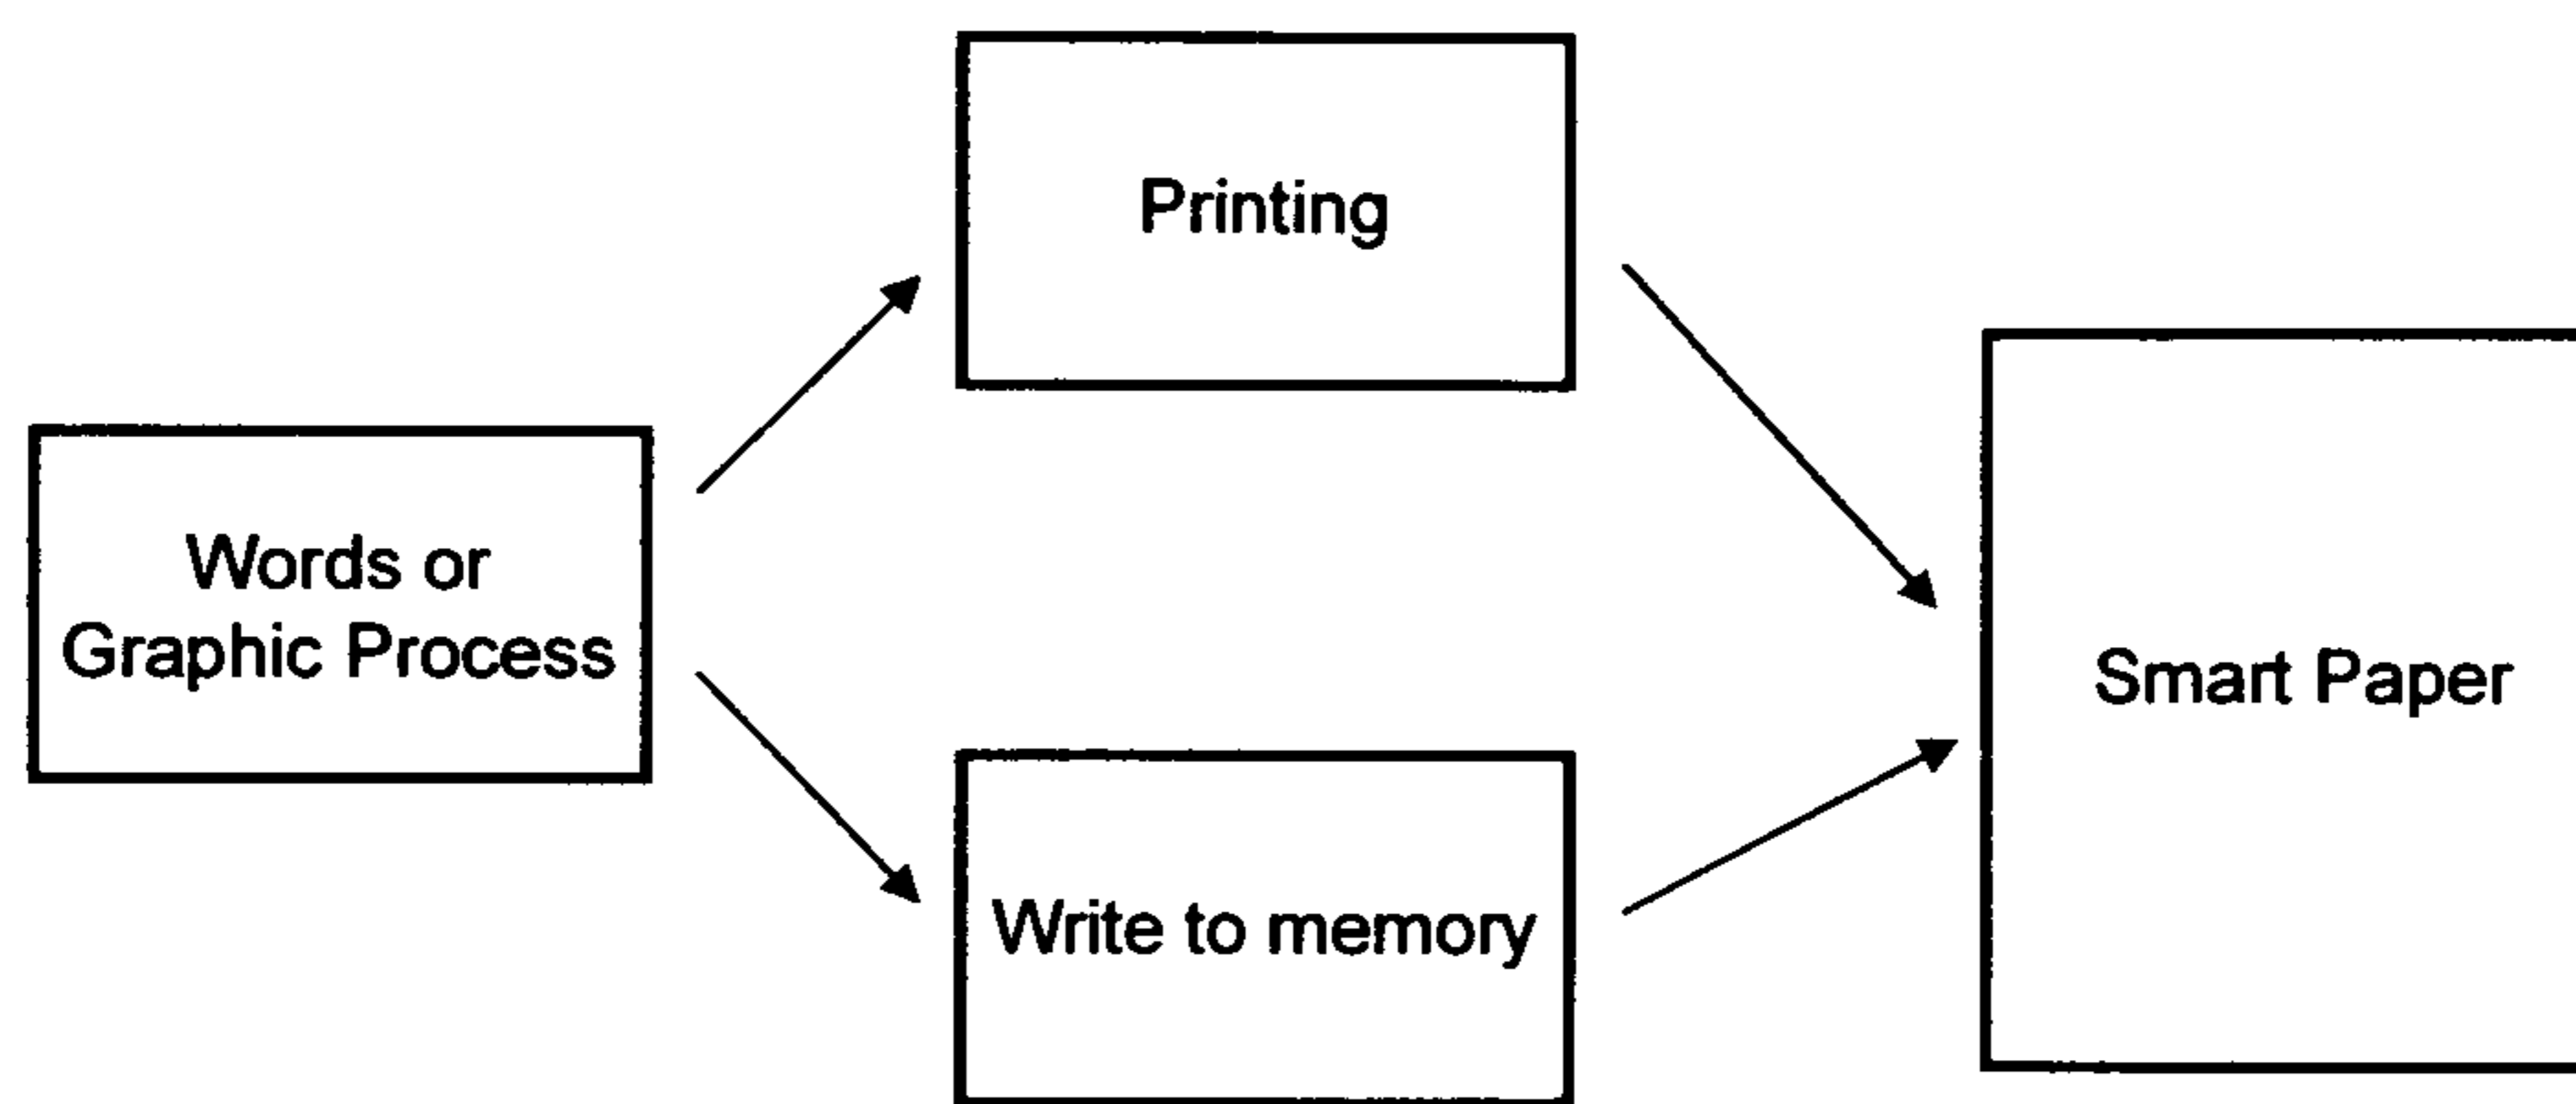 Printing
Words or
Graphic Process
Smart Paper
Write to memory